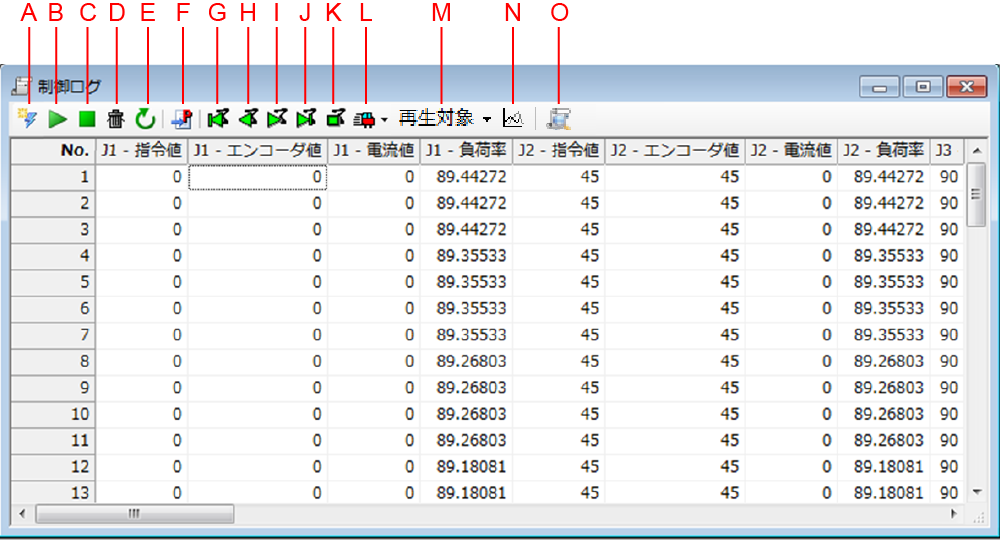 A B C D E F G H I J K L M N O
制御ログ
再生対象
No. J1 - 指令値 J1 - エンコーダ値 J1 - 電流値 J1 - 負荷率 J2 - 指令値 J2 - エンコーダ値 J2 - 電流値 J2 - 負荷率 J3
1 0 0 0 89.44272 45 45 0 89.44272 90
2 0 0 0 89.44272 45 45 0 89.44272 90
3 0 0 0 89.44272 45 45 0 89.44272 90
4 0 0 0 89.35533 45 45 0 89.35533 90
5 0 0 0 89.35533 45 45 0 89.35533 90
6 0 0 0 89.35533 45 45 0 89.35533 90
7 0 0 0 89.35533 45 45 0 89.35533 90
8 0 0 0 89.26803 45 45 0 89.26803 90
9 0 0 0 89.26803 45 45 0 89.26803 90
10 0 0 0 89.26803 45 45 0 89.26803 90
11 0 0 0 89.26803 45 45 0 89.26803 90
12 0 0 0 89.18081 45 45 0 89.18081 90
13 0 0 0 89.18081 45 45 0 89.18081 90